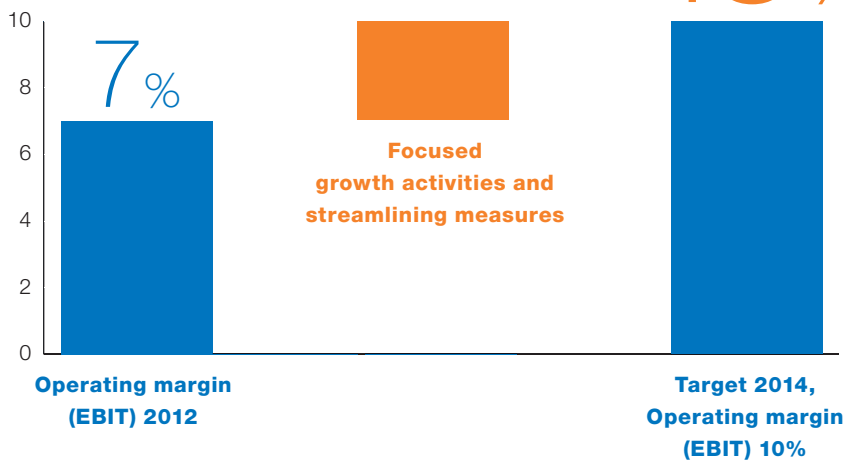 10
7%
8
6
4
2
0
Focused
growth activities and
streamlining measures
Operating margin
(EBIT) 2012
Target 2014,
Operating margin
(EBIT) 10%